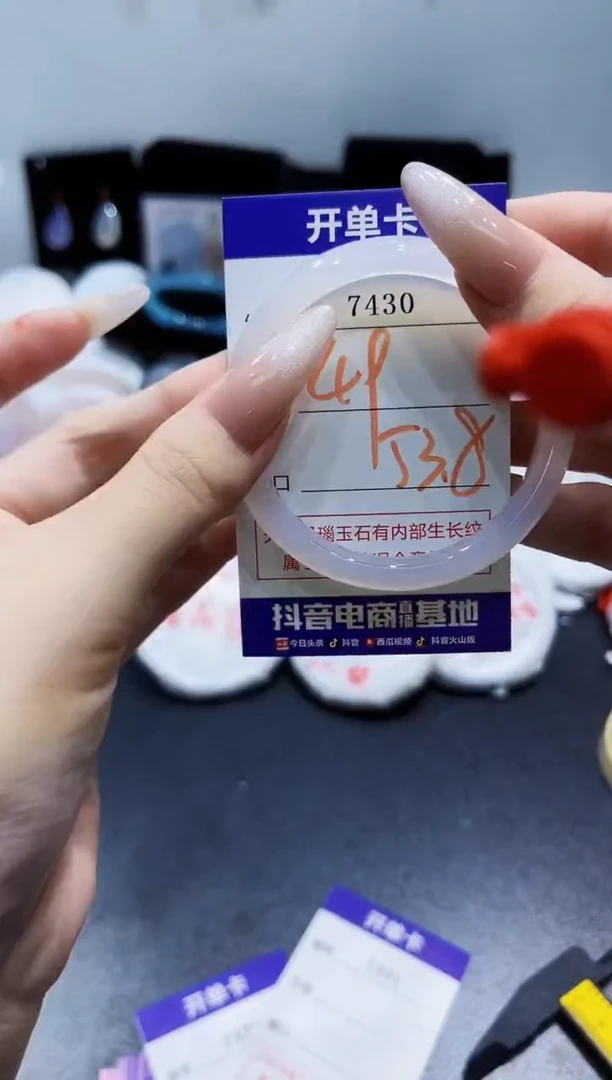 开单卡
7430
49
53.8
口
瑙玉石有内部生长纹
属
抖音电商直播基地
今日头条 抖音 西瓜视频 抖音火山版
开单卡
开单卡